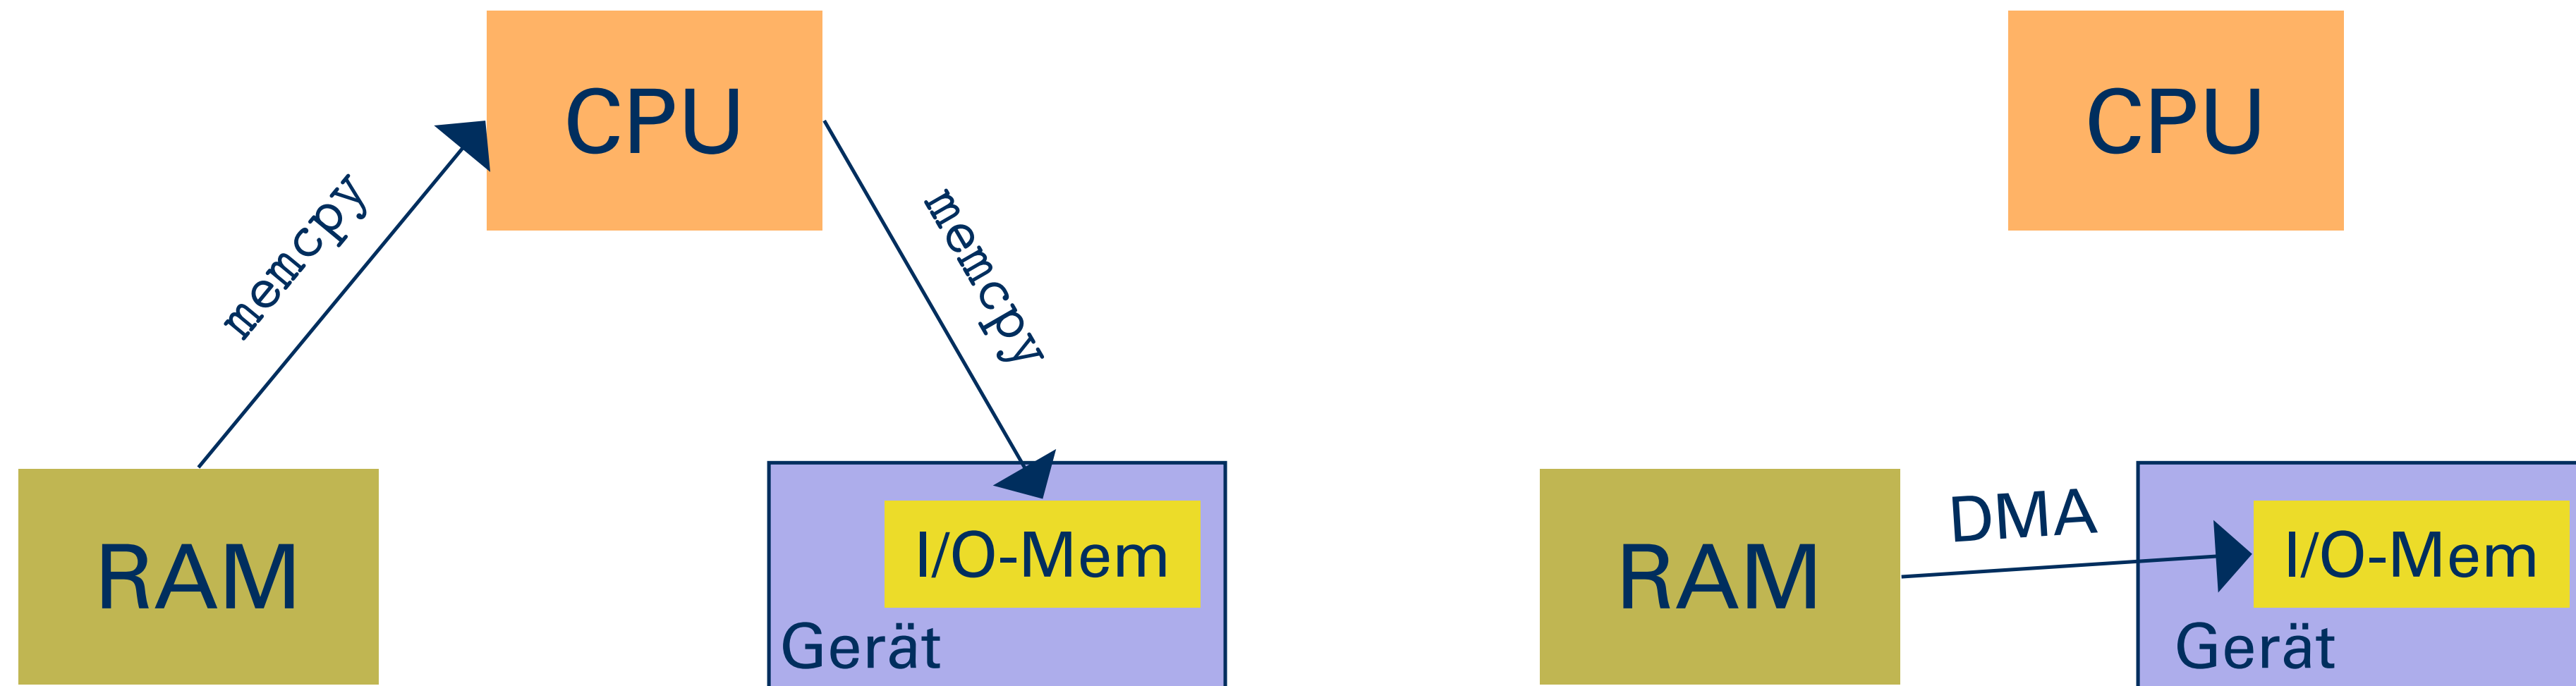 CPU
memcpy
memcpy
RAM
I/O-Mem
Gerät
CPU
RAM
DMA
I/O-Mem
Gerät